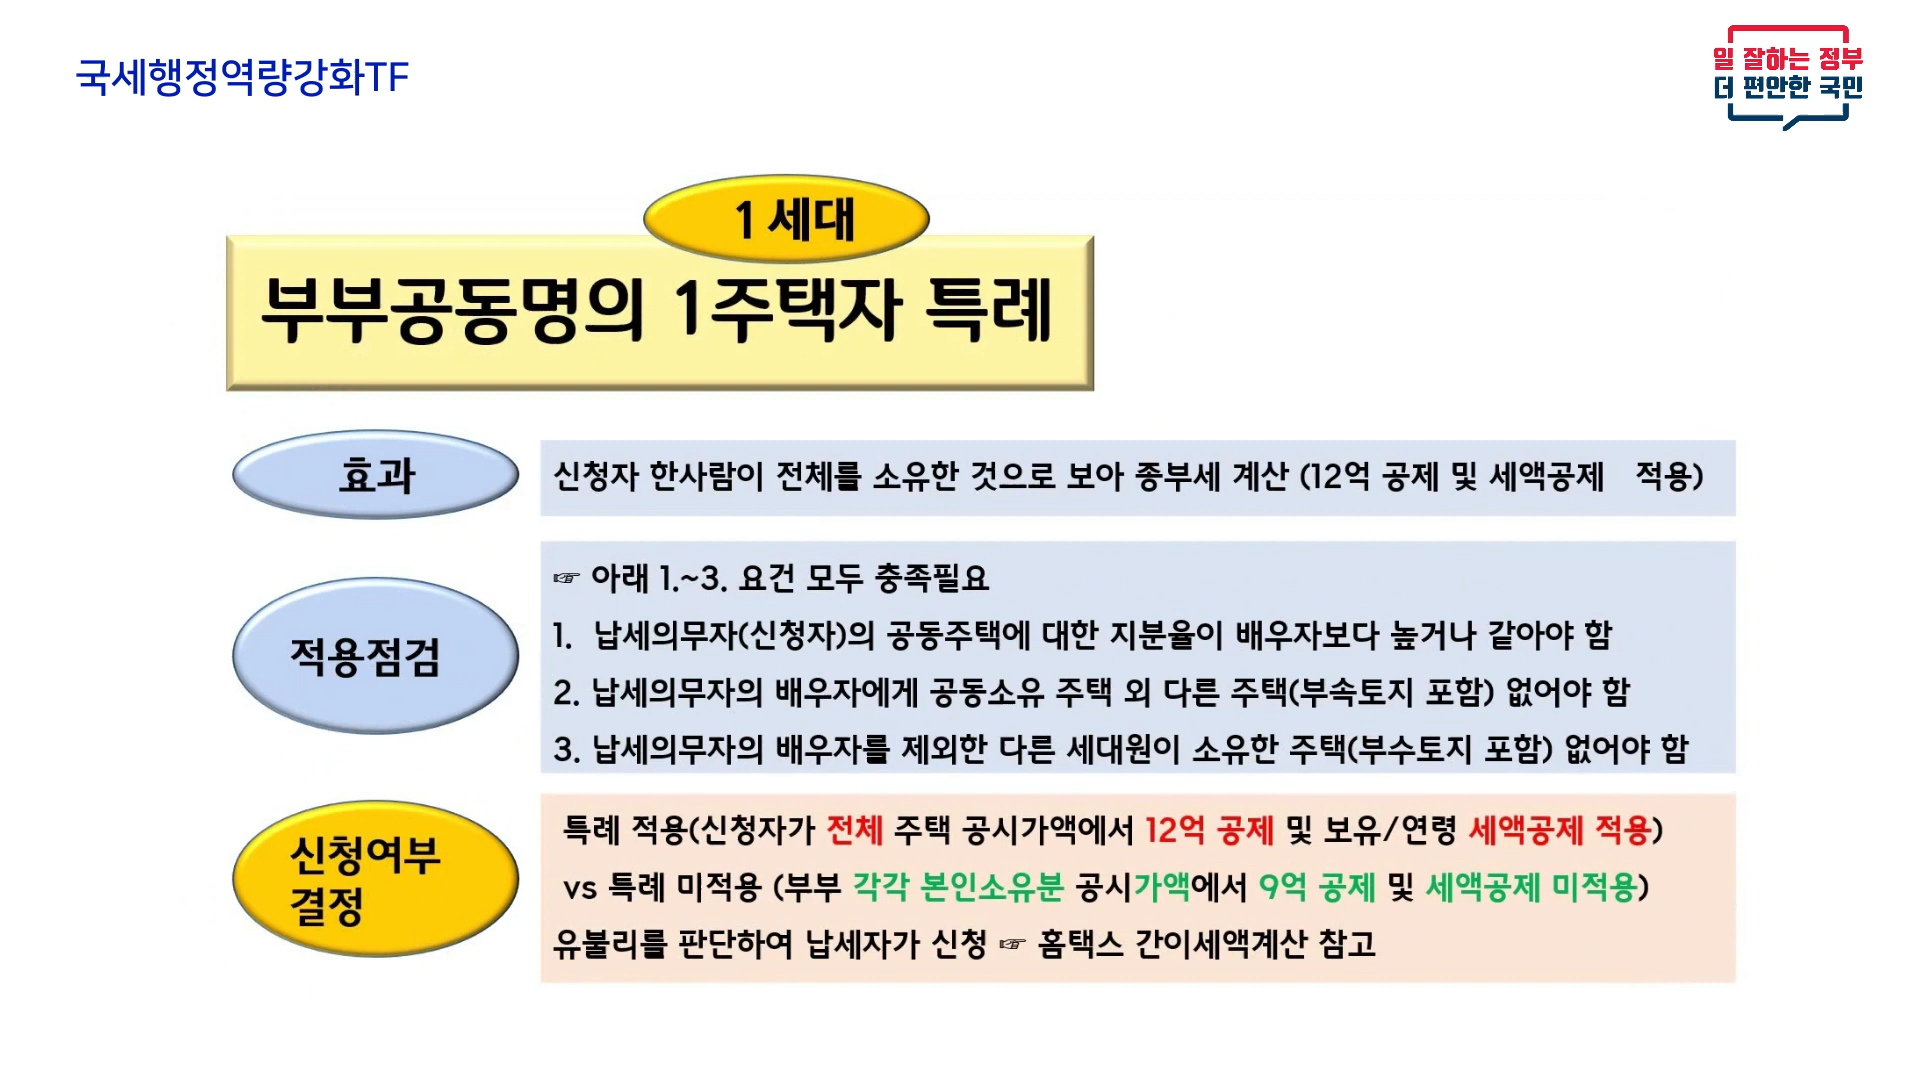 국세행정역량강화TF
일 잘하는 정부
더 편안한 국민
1 세대
부부공동명의 1주택자 특례
효과
신청자 한사람이 전체를 소유한 것으로 보아 종부세 계산 (12억 공제 및 세액공제 적용)
적용점검
☞ 아래 1.~3. 요건 모두 충족필요
1. 납세의무자(신청자)의 공동주택에 대한 지분율이 배우자보다 높거나 같아야 함
2. 납세의무자의 배우자에게 공동소유 주택 외 다른 주택(부속토지 포함) 없어야 함
3. 납세의무자의 배우자를 제외한 다른 세대원이 소유한 주택(부수토지 포함) 없어야 함
신청여부
결정
특례 적용(신청자가 전체 주택 공시가액에서 12억 공제 및 보유/연령 세액공제 적용)
vs 특례 미적용 (부부 각각 본인소유분 공시가액에서 9억 공제 및 세액공제 미적용)
유불리를 판단하여 납세자가 신청 ☞ 홈택스 간이세액계산 참고